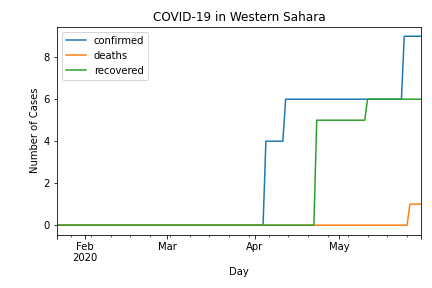 COVID-19 in Western Sahara
confirmed
deaths
recovered
Number of Cases
8
6
4
2
0
Feb
2020
Mar
Apr
May
Day